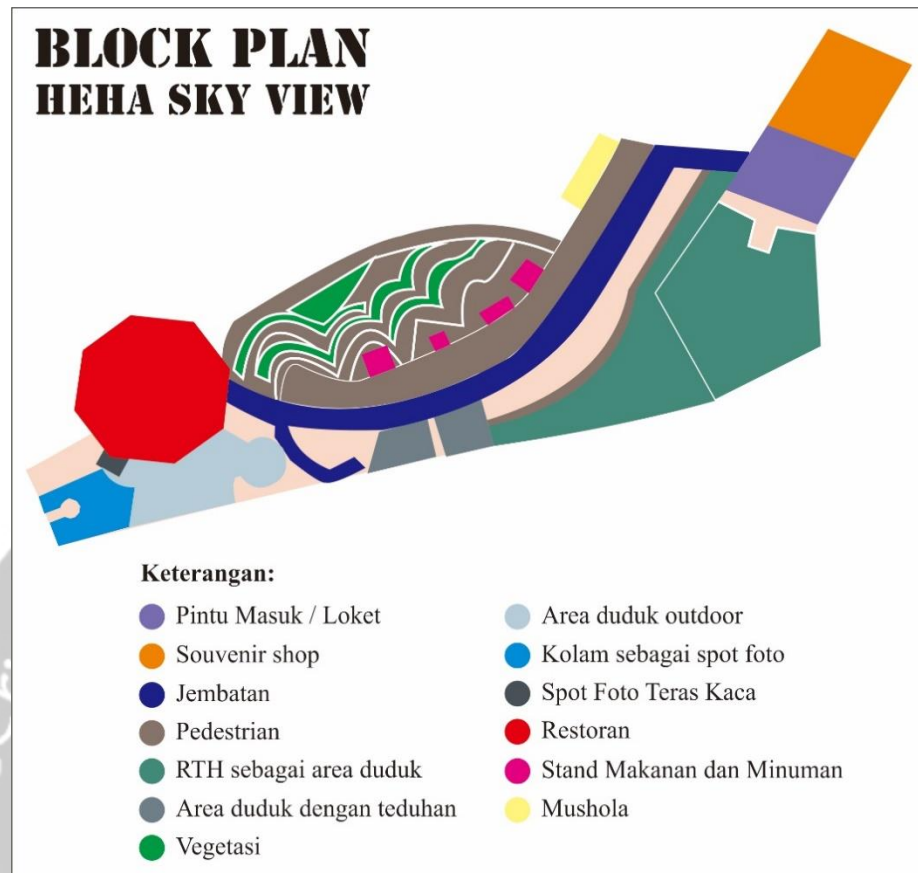 BLOCK PLAN
HEHA SKY VIEW
Keterangan:
Pintu Masuk / Loket
Souvenir shop
Jembatan
Pedestrian
RTH sebagai area duduk
Area duduk dengan teduhan
Vegetasi
Area duduk outdoor
Kolam sebagai spot foto
Spot Foto Teras Kaca
Restoran
Stand Makanan dan Minuman
Mushola